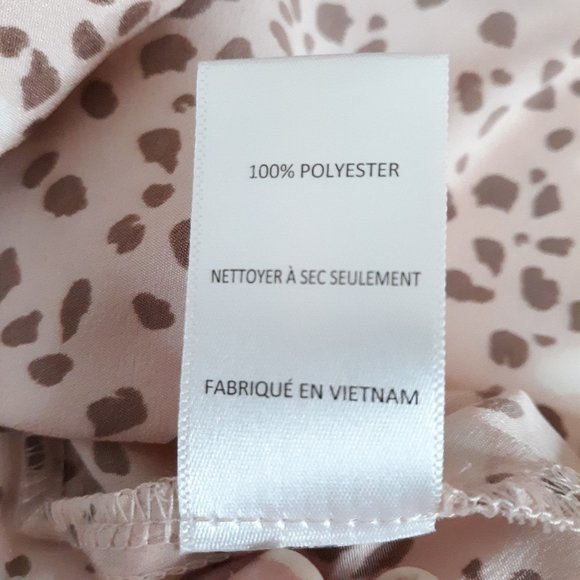 100% POLYESTER
NETTOYER À SEC SEULEMENT
FABRIQUÉ EN VIETNAM